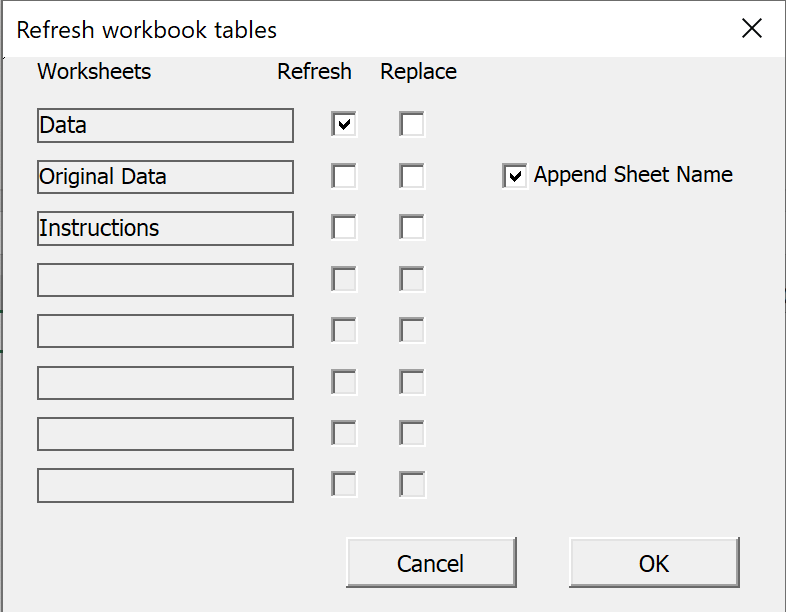 Refresh workbook tables
Worksheets Refresh Replace
Data
Original Data
Append Sheet Name
Instructions
Cancel OK